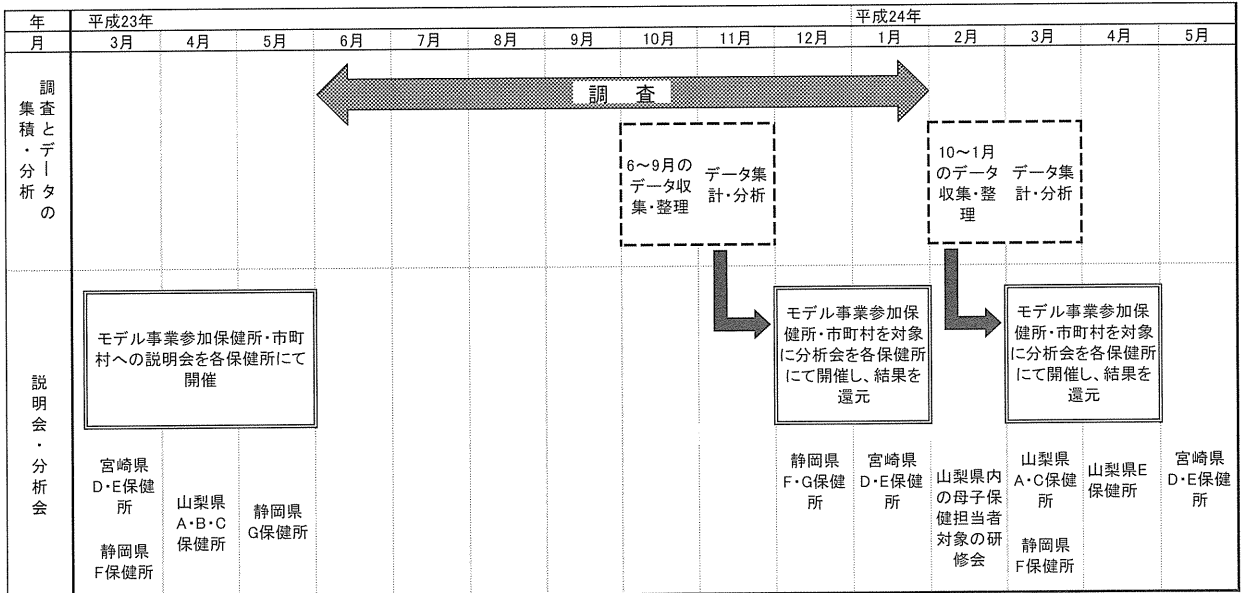 年
平成23年
平成24年
月
3月
4月
5月
6月
7月
8月
9月
10月
11月
12月
1月
2月
3月
4月
5月
調査とデータの
集積・分析
調 査
6～9月の
データ収
集・整理
データ集
計・分析
10～1月
のデータ
収集・整
理
データ集
計・分析
説明会・分析会
モデル事業参加保健所・市町
村への説明会を各保健所にて
開催
モデル事業参加保
健所・市町村を対象
に分析会を各保健所
にて開催し、結果を
還元
モデル事業参加保
健所・市町村を対象
に分析会を各保健所
にて開催し、結果を
還元
宮崎県
D・E保健
所
静岡県
F保健所
山梨県
A・B・C
保健所
静岡県
G保健所
静岡県
F・G保健
所
宮崎県
D・E保健
所
山梨県内
の母子保
健担当者
対象の研
修会
山梨県
A・C保健
所
静岡県
F保健所
山梨県E
保健所
宮崎県
D・E保健
所